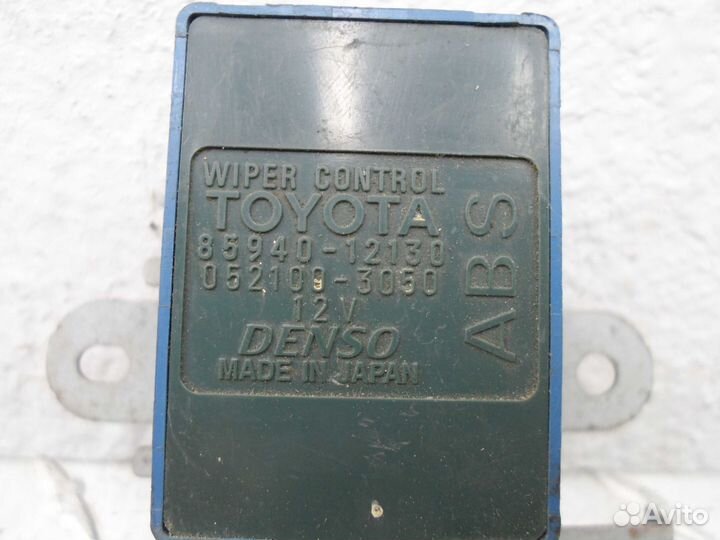 WIPER CONTROL
TOYOTA
85940-12130
052100-3050
12V
DENSO
MADE IN JAPAN
ABS
Avito